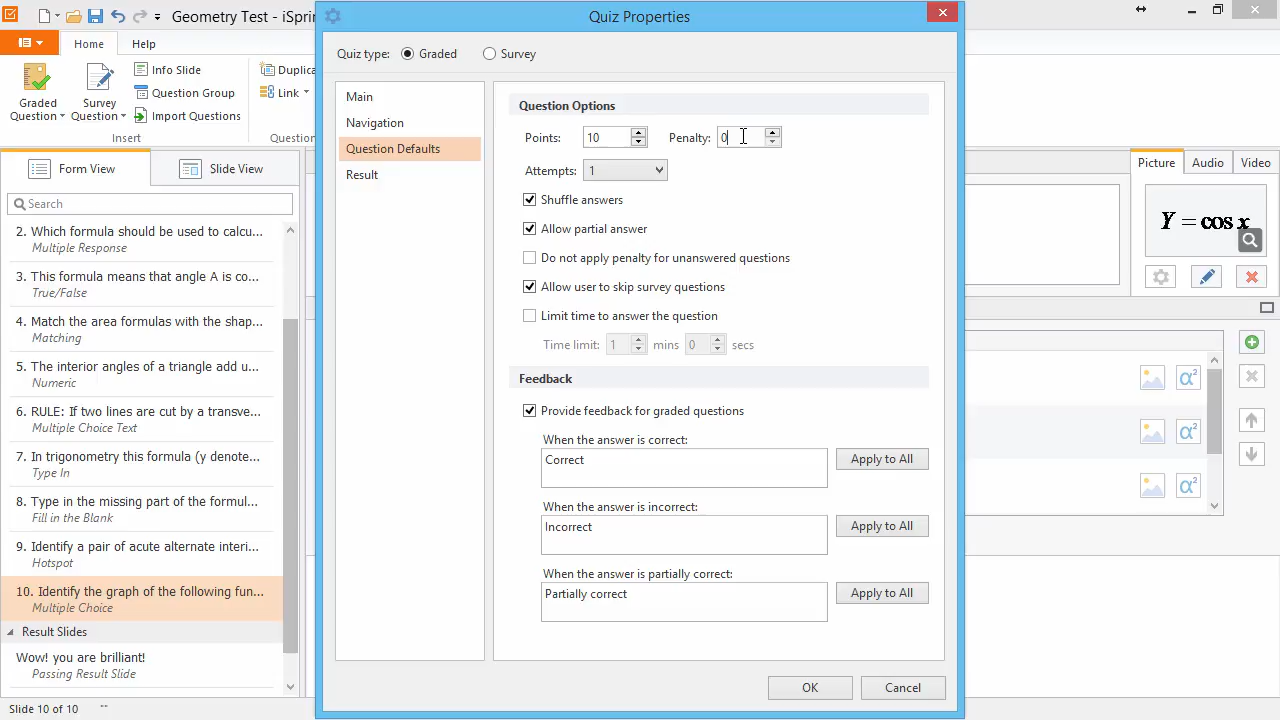 Geometry Test - iSprin
Quiz Properties
Home
Help
Graded
Question
Survey
Question
Info Slide
Question Group
Import Questions
Duplica
Link
Insert
Form View
Slide View
Search
2. Which formula should be used to calcu...
Multiple Response
3. This formula means that angle A is co...
True/False
4. Match the area formulas with the shap...
Matching
5. The interior angles of a triangle add u...
Numeric
6. RULE: If two lines are cut by a transve...
Multiple Choice Text
7. In trigonometry this formula (y denote...
Type In
8. Type in the missing part of the formul...
Fill in the Blank
9. Identify a pair of acute alternate interi...
Hotspot
10. Identify the graph of the following fun...
Multiple Choice
Result Slides
Wow! you are brilliant!
Passing Result Slide
Slide 10 of 10
Quiz type:
Graded
Survey
Main
Navigation
Question Defaults
Result
Question Options
Points: 10 Penalty: 0
Attempts: 1
Shuffle answers
Allow partial answer
Do not apply penalty for unanswered questions
Allow user to skip survey questions
Limit time to answer the question
Time limit: 1 mins 0 secs
Feedback
Provide feedback for graded questions
When the answer is correct:
Correct
Apply to All
When the answer is incorrect:
Incorrect
Apply to All
When the answer is partially correct:
Partially correct
Apply to All
OK
Cancel
Picture
Audio
Video
Y = cos x
α²
α²
α²